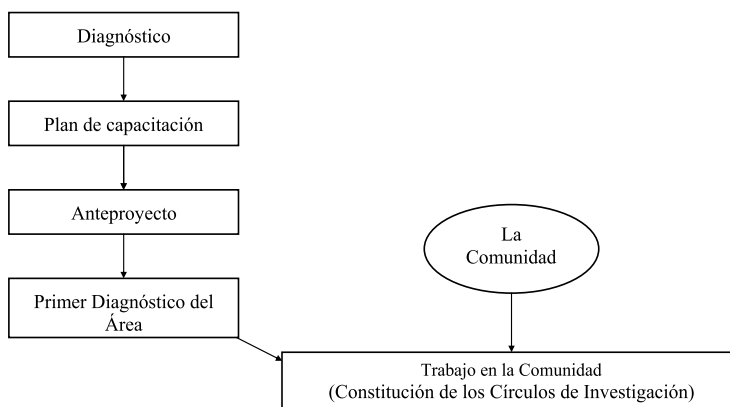 Diagnóstico
Plan de capacitación
Anteproyecto
Primer Diagnóstico del
Área
La
Comunidad
Trabajo en la Comunidad
(Constitución de los Círculos de Investigación)